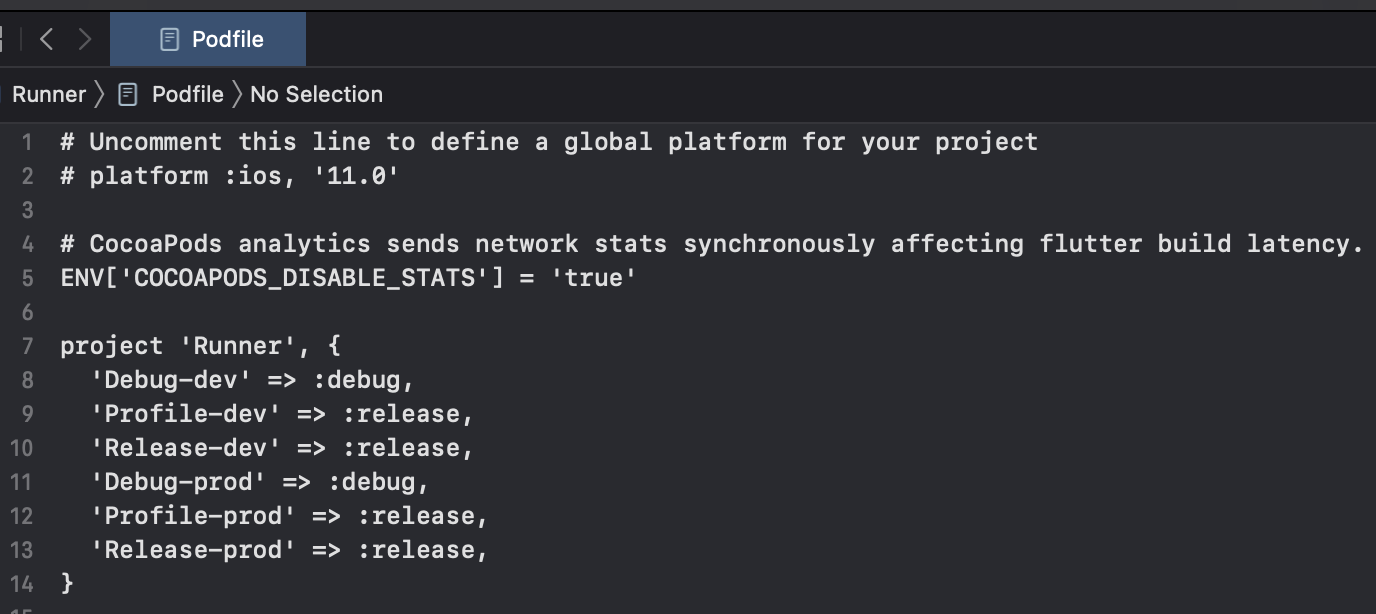 Podfile
Runner 〉 Podfile 〉 No Selection
1 # Uncomment this line to define a global platform for your project
2 # platform :ios, '11.0'
3
4 # CocoaPods analytics sends network stats synchronously affecting flutter build latency.
5 ENV['COCOAPODS_DISABLE_STATS'] = 'true'
6
7 project 'Runner', {
8   'Debug-dev' => :debug,
9   'Profile-dev' => :release,
10   'Release-dev' => :release,
11   'Debug-prod' => :debug,
12   'Profile-prod' => :release,
13   'Release-prod' => :release,
14 }
15